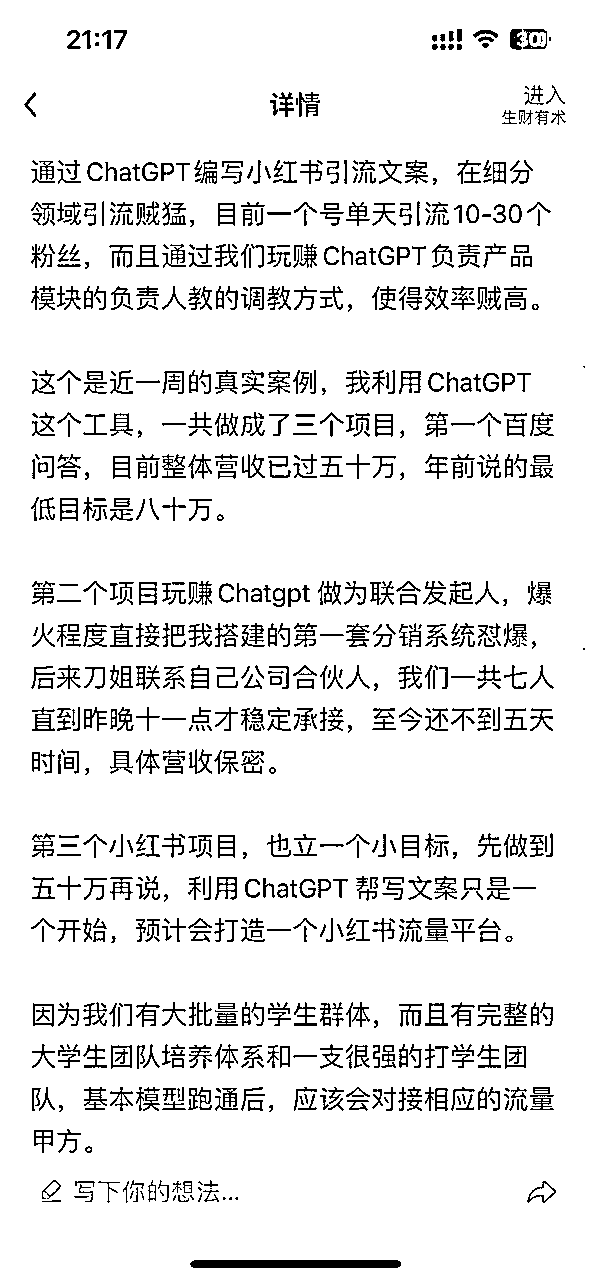 21:17
30
详情
进入
生财有术
通过ChatGPT编写小红书引流文案，在细分
领域引流贼猛，目前一个号单天引流10-30个
粉丝，而且通过我们玩赚ChatGPT负责产品
模块的负责人教的调教方式，使得效率贼高。
这个是近一周的真实案例，我利用ChatGPT
这个工具，一共做成了三个项目，第一个百度
问答，目前整体营收已过五十万，年前说的最
低目标是八十万。
第二个项目玩赚Chatgpt 做为联合发起人，爆
火程度直接把我搭建的第一套分销系统怼爆，
后来刀姐联系自己公司合伙人，我们一共七人
直到昨晚十一点才稳定承接，至今还不到五天
时间，具体营收保密。
第三个小红书项目，也立一个小目标，先做到
五十万再说，利用ChatGPT 帮写文案只是一
个开始，预计会打造一个小红书流量平台。
因为我们有大批量的学生群体，而且有完整的
大学生团队培养体系和一支很强的打学生团
队，基本模型跑通后，应该会对接相应的流量
甲方。
写下你的想法...